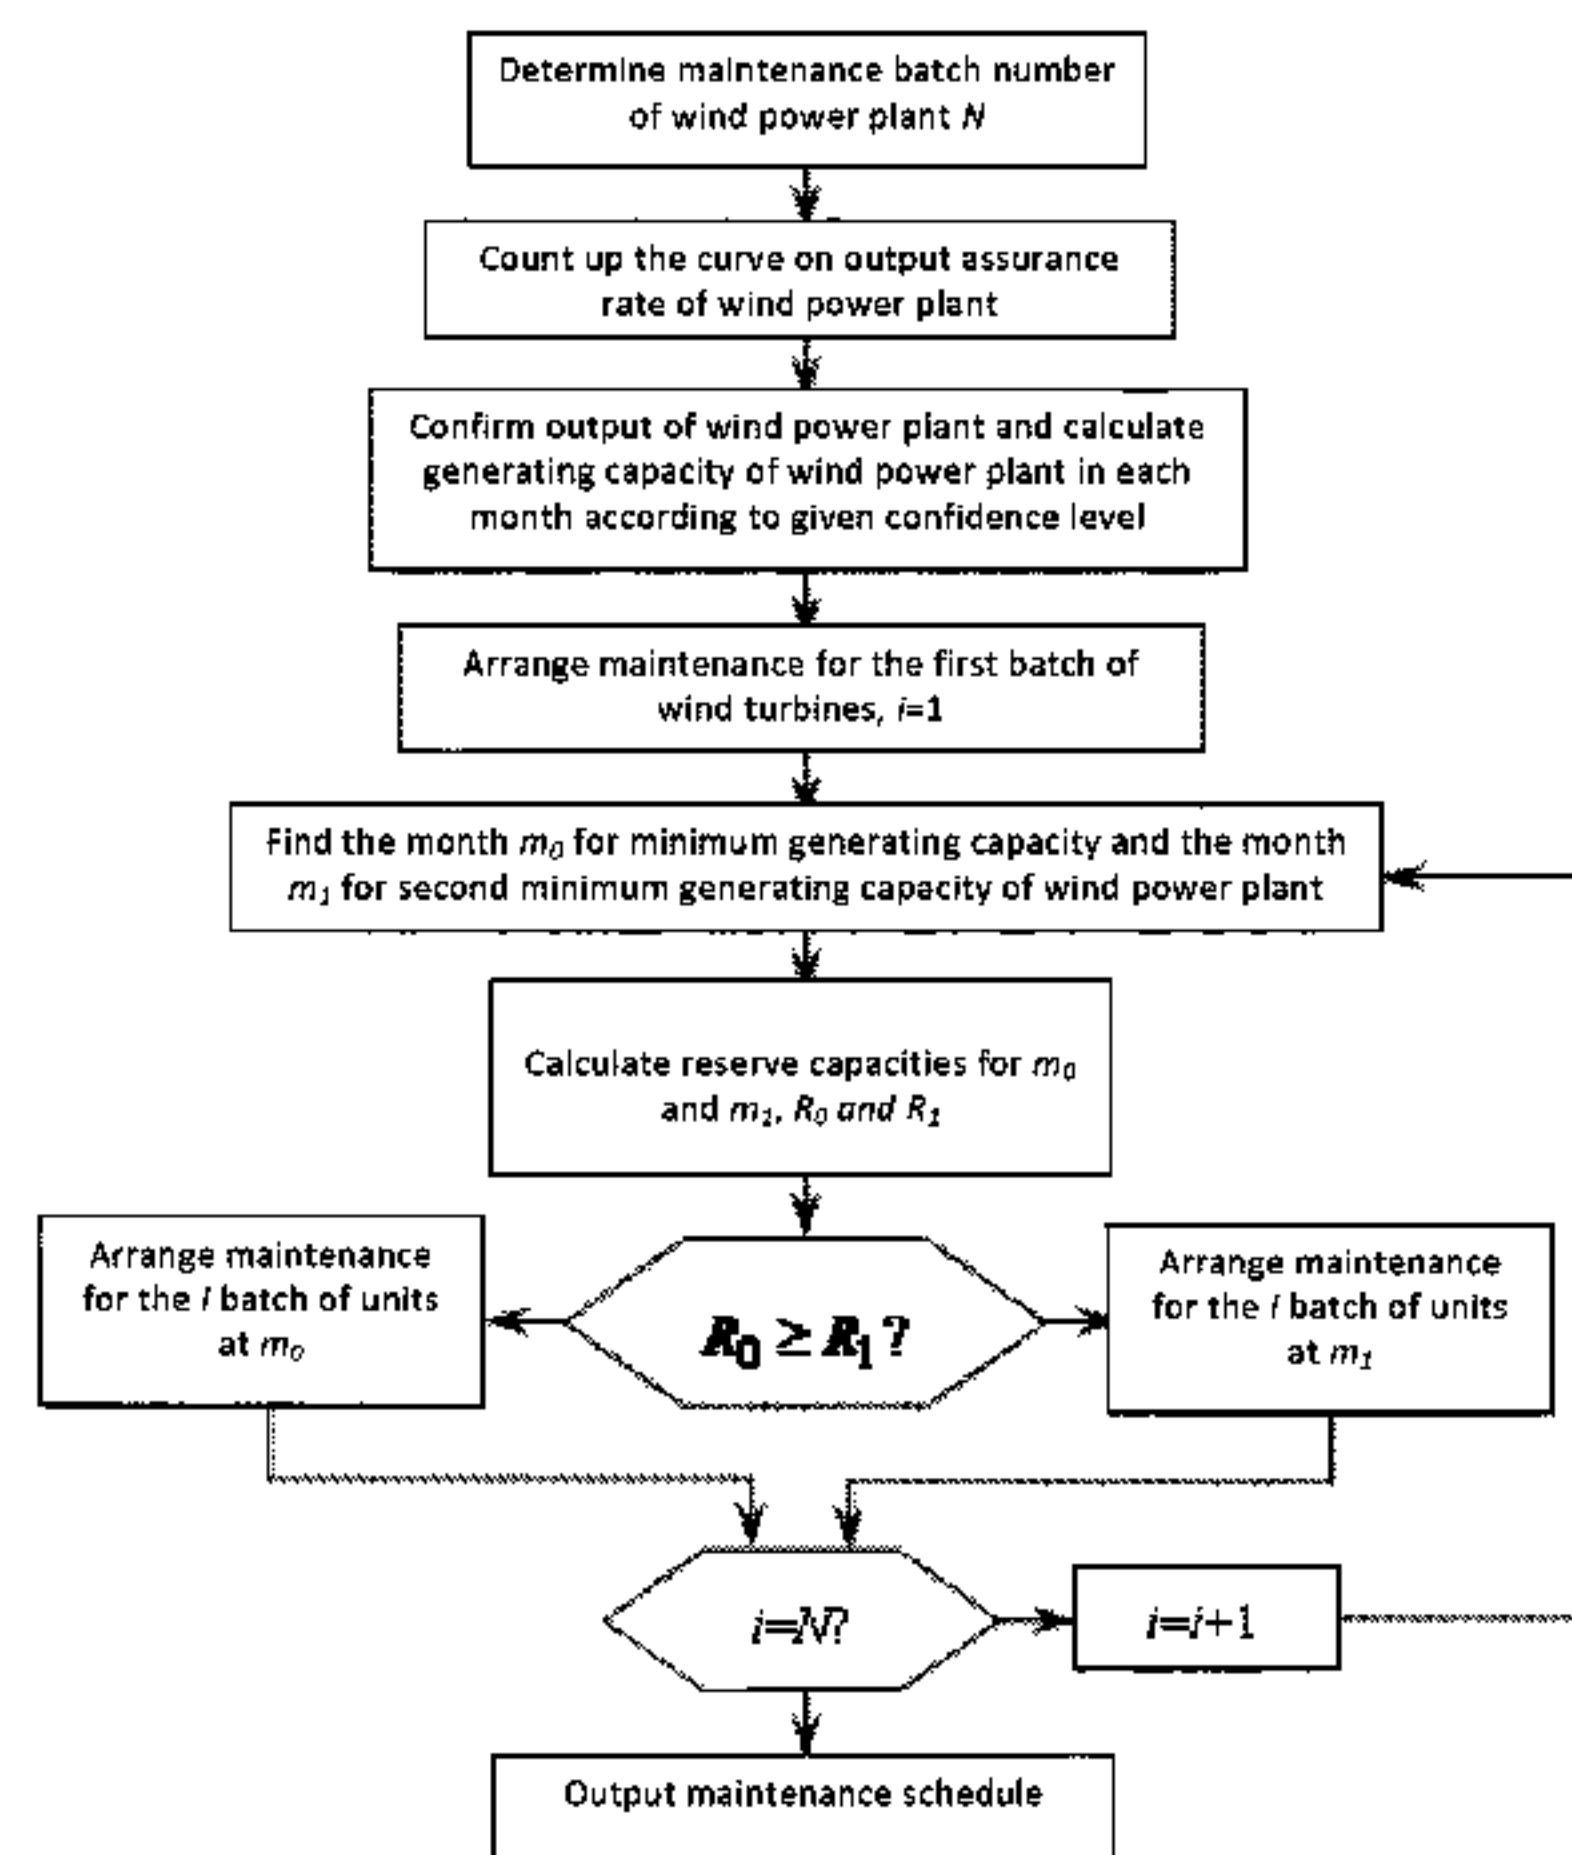 Determine maintenance batch number
of wind power plant N
Count up the curve on output assurance
rate of wind power plant
Confirm output of wind power plant and calculate
generating capacity of wind power plant in each
month according to given confidence level
Arrange maintenance for the first batch of
wind turbines, i=1
Find the month m₀ for minimum generating capacity and the month
m₁ for second minimum generating capacity of wind power plant
Calculate reserve capacities for m₀
and m₁, R₀ and R₁
Arrange maintenance
for the i batch of units
at m₀
R₀ ≥ R₁ ?
Arrange maintenance
for the i batch of units
at m₁
i=N?
i=i+1
Output maintenance schedule